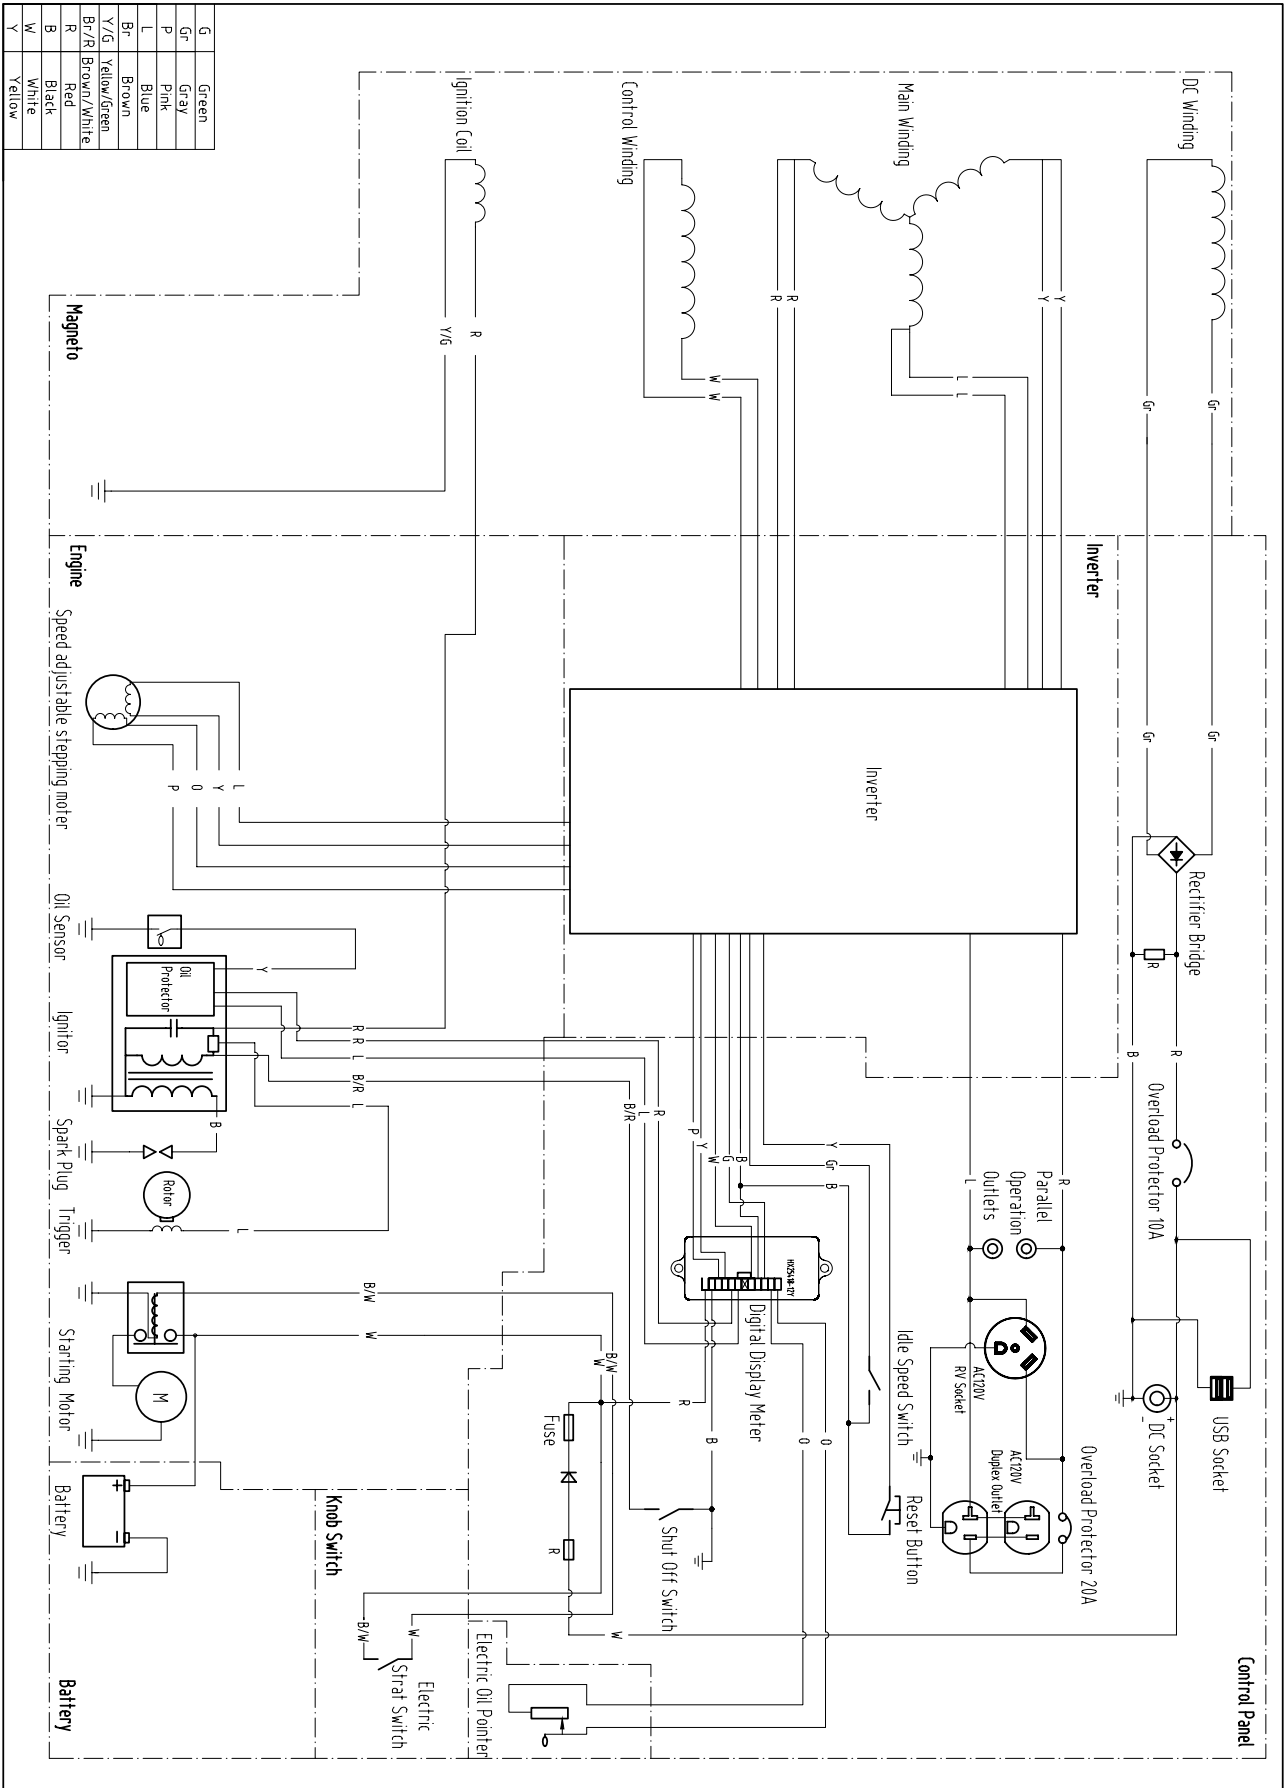 DC Winding
Main Winding
Control Winding
Ignition Coil
Gr
Gr
Y
Y
R
R
L
L
W
W
R
Y/G
Magneto
G Green
Gr Gray
P Pink
L Blue
Br Brown
Y/G Yellow/Green
Br/R Brown/White
R Red
B Black
W White
Y Yellow
Inverter
Inverter
Gr
Gr
Rectifier Bridge
R
R
B
Overload Protector 10A
USB Socket
+
-
DC Socket
Control Panel
R
L
Parallel
Operation
Outlets
AC120V
RV Socket
AC120V
Duplex Outlet
Overload Protector 20A
Y
Gr
B
Idle Speed Switch
Reset Button
B
G
W
Y
P
HX25418-12Y
Digital Display Meter
R
L
B/R
O
O
R
B
Shut Off Switch
Fuse
R
W
Electric Oil Pointer
Engine
Speed adjustable stepping moter
L
Y
O
P
Oil Sensor
Y
Oil
Protector
Ignitor
R
R
L
B/R
L
B
Spark Plug
Rotor
Trigger
L
B/W
W
B/W
W
M
Starting Motor
+
-
Battery
Knob Switch
W
B/W
Electric
Strat Switch
Battery